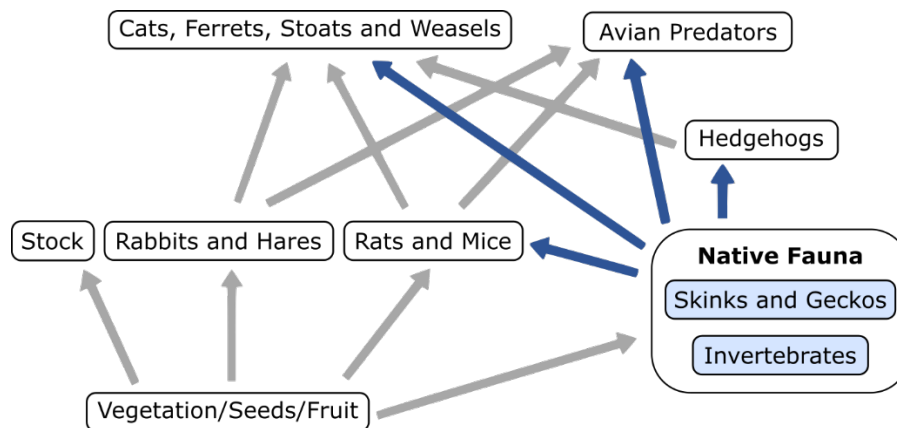 Cats, Ferrets, Stoats and Weasels
Avian Predators
Hedgehogs
Stock
Rabbits and Hares
Rats and Mice
Native Fauna
Skinks and Geckos
Invertebrates
Vegetation/Seeds/Fruit